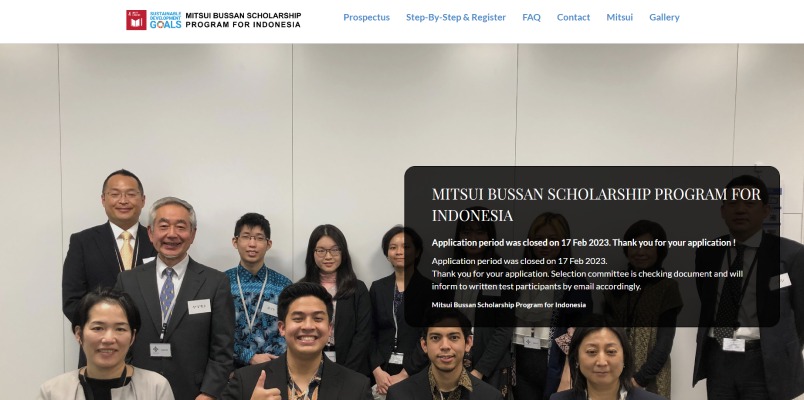 SUSTAINABLE
DEVELOPMENT
GOALS
MITSUI BUSSAN SCHOLARSHIP
PROGRAM FOR INDONESIA
Prospectus Step-By-Step & Register FAQ Contact Mitsui Gallery
MITSUI BUSSAN SCHOLARSHIP PROGRAM FOR
INDONESIA
Application period was closed on 17 Feb 2023. Thank you for your application !
Application period was closed on 17 Feb 2023.
Thank you for your application. Selection committee is checking document and will
inform to written test participants by email accordingly.
Mitsui Bussan Scholarship Program for Indonesia